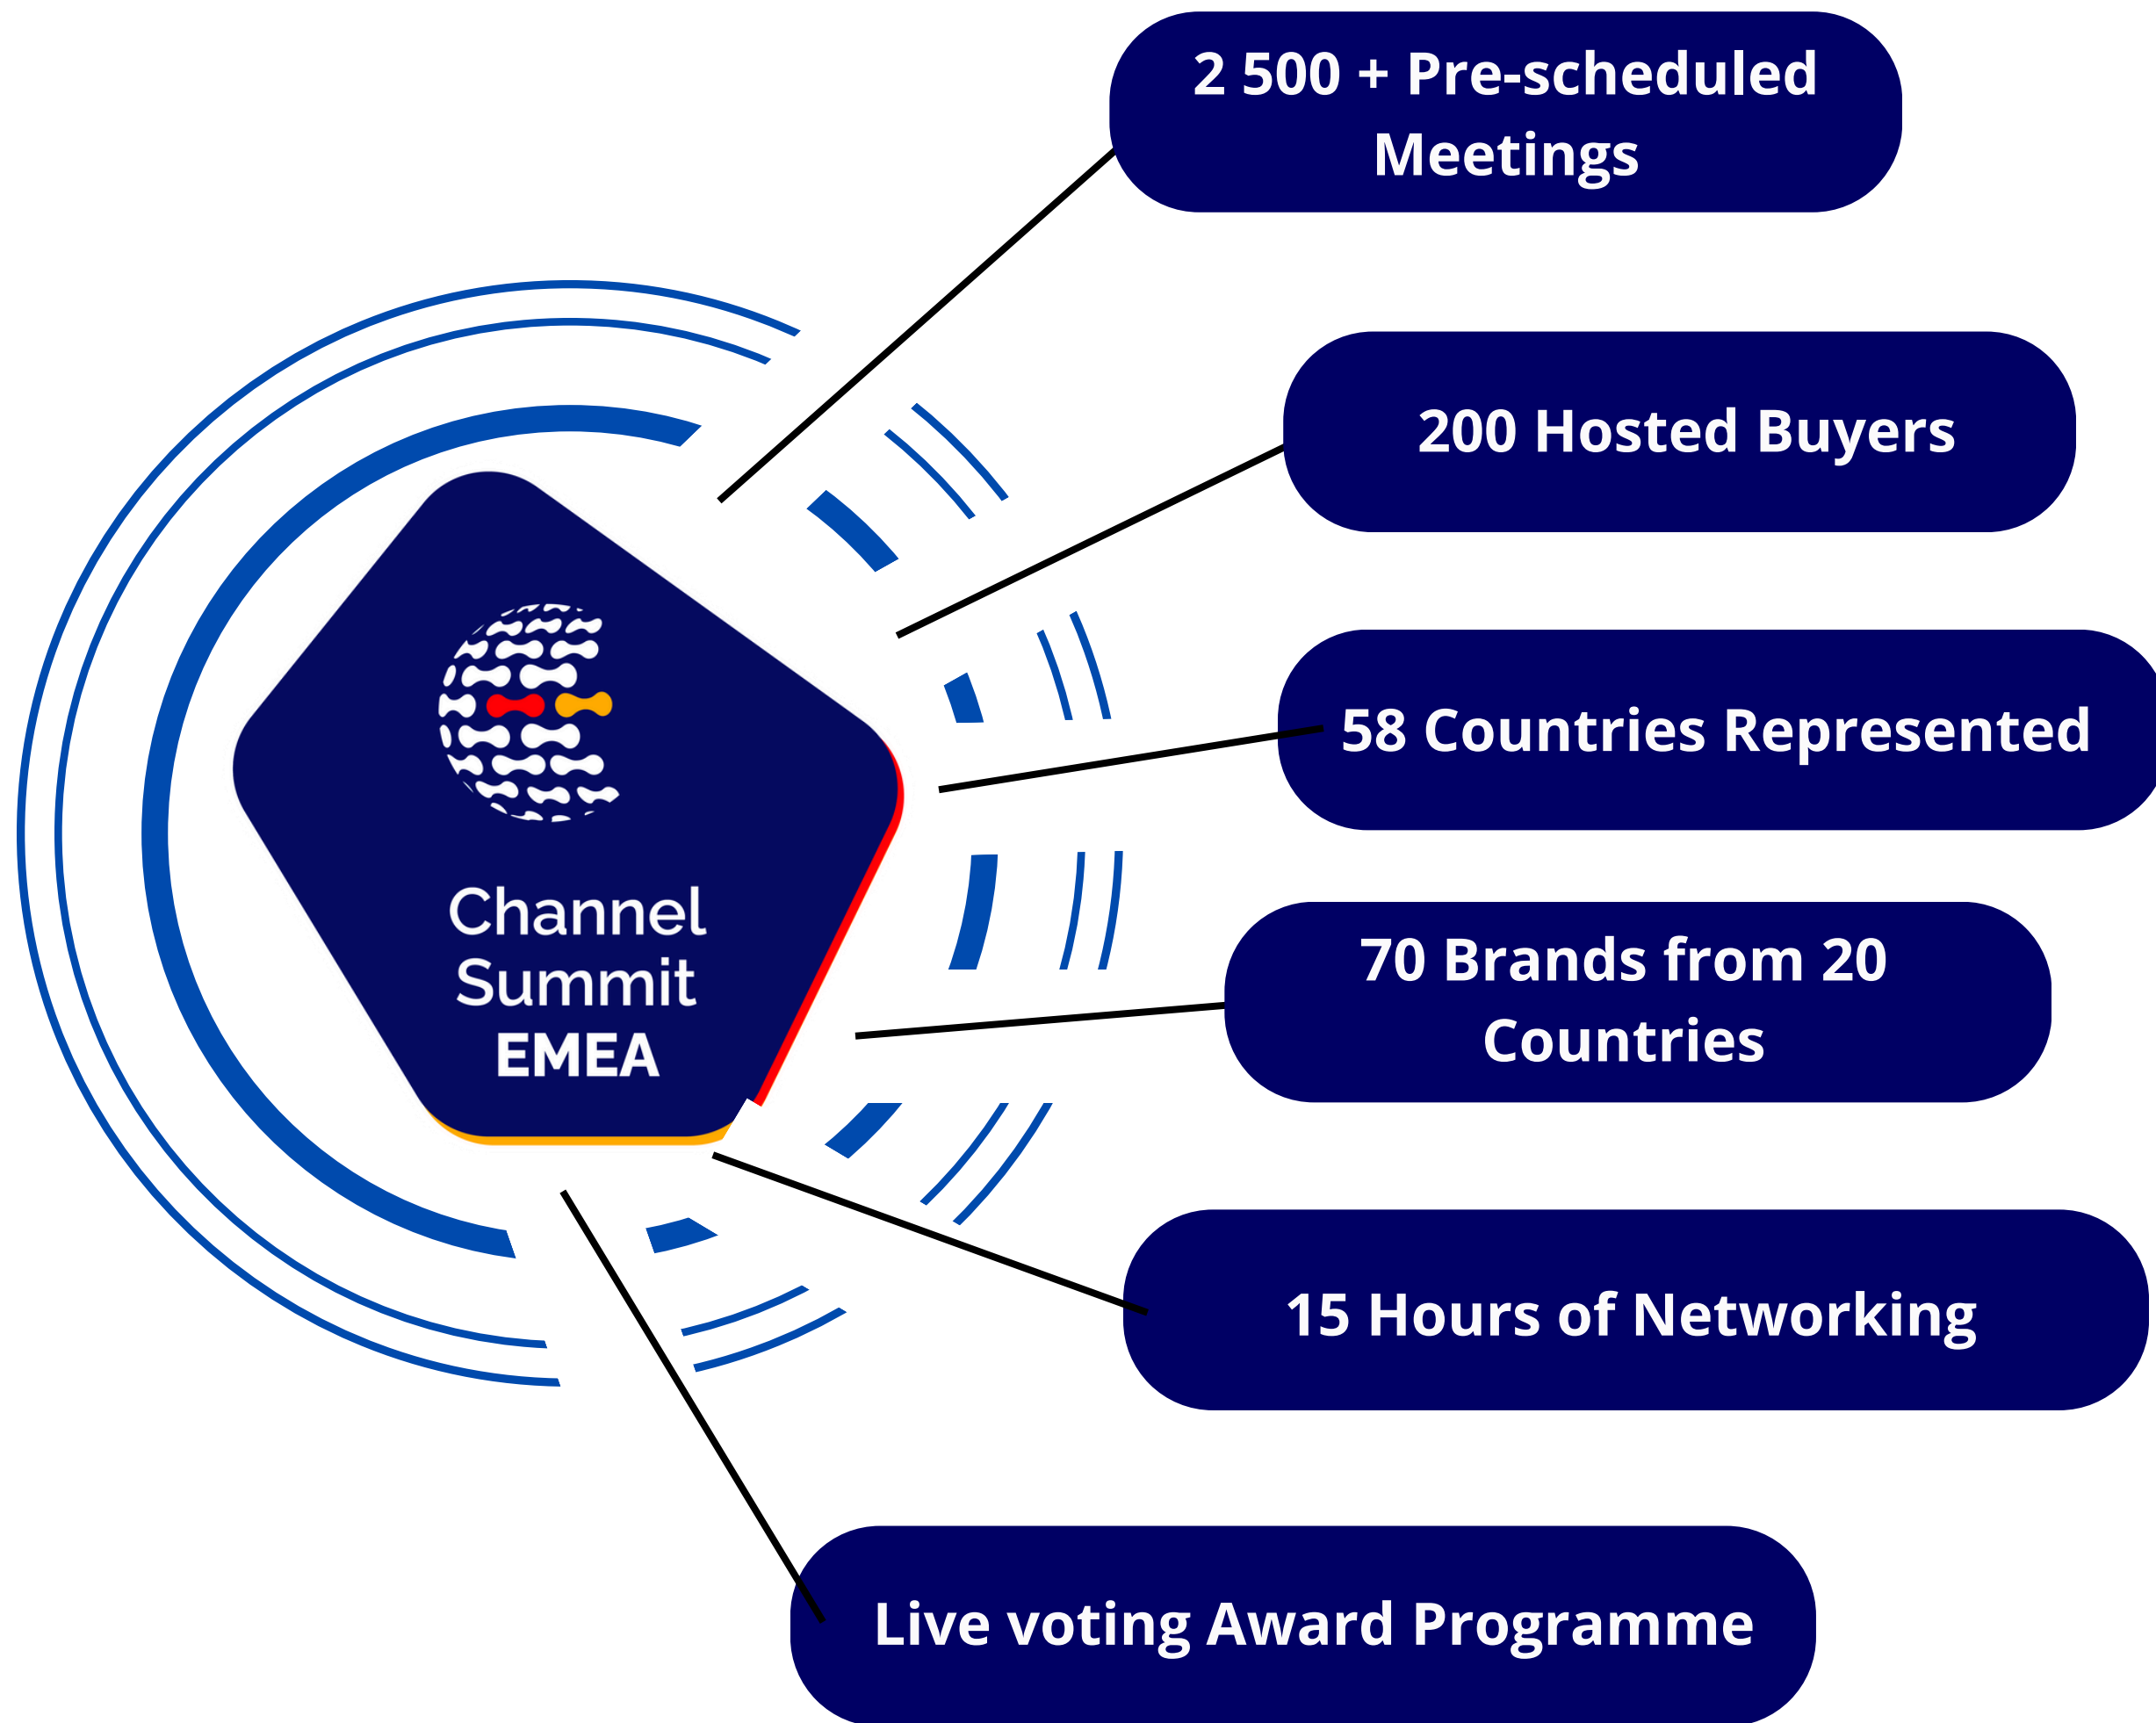 2 500 + Pre-scheduled
Meetings
200 Hosted Buyers
58 Countries Represented
70 Brands from 20
Countries
15 Hours of Networking
Live voting Award Programme
Channel
Summit
EMEA